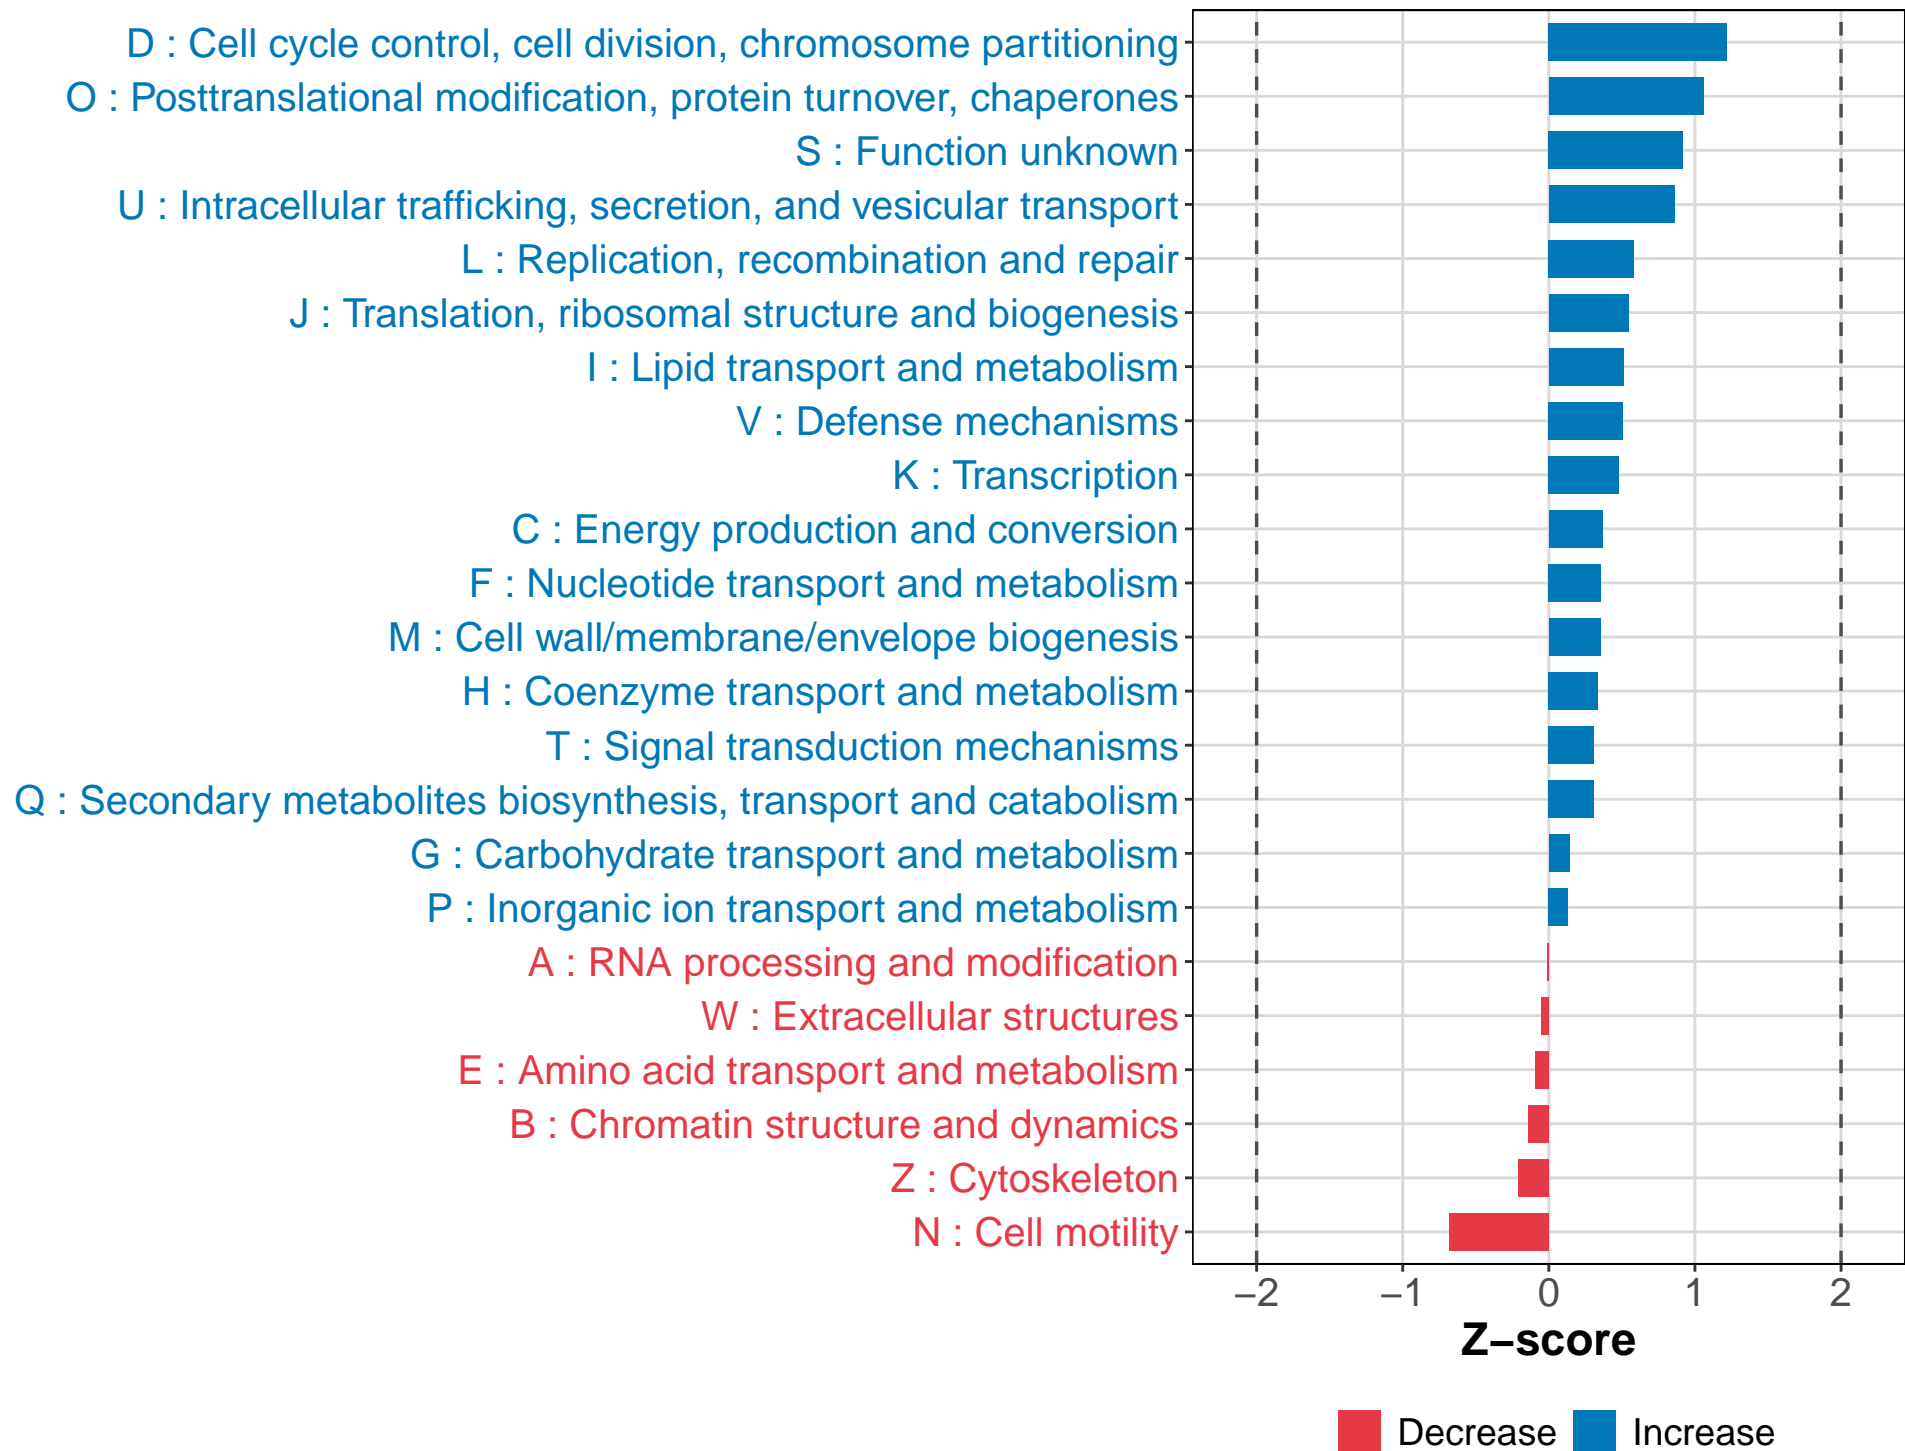 D : Cell cycle control, cell division, chromosome partitioning
O : Posttranslational modification, protein turnover, chaperones
S : Function unknown
U : Intracellular trafficking, secretion, and vesicular transport
L : Replication, recombination and repair
J : Translation, ribosomal structure and biogenesis
I : Lipid transport and metabolism
V : Defense mechanisms
K : Transcription
C : Energy production and conversion
F : Nucleotide transport and metabolism
M : Cell wall/membrane/envelope biogenesis
H : Coenzyme transport and metabolism
T : Signal transduction mechanisms
Q : Secondary metabolites biosynthesis, transport and catabolism
G : Carbohydrate transport and metabolism
P : Inorganic ion transport and metabolism
A : RNA processing and modification
W : Extracellular structures
E : Amino acid transport and metabolism
B : Chromatin structure and dynamics
Z : Cytoskeleton
N : Cell motility
−2 −1 0 1 2
Z−score
Decrease Increase